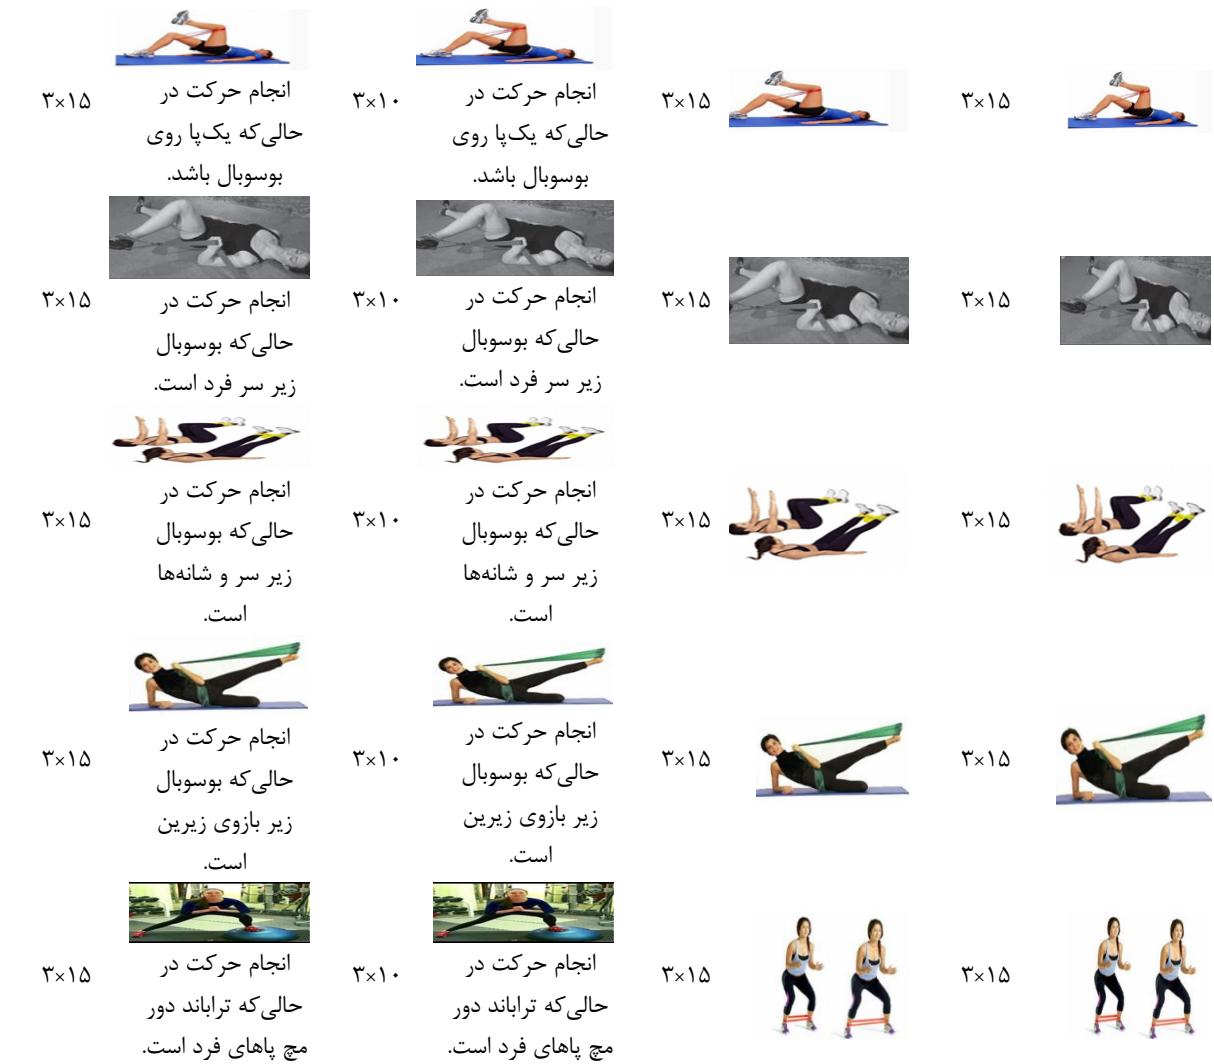 ۳×۱۵
۳×۱۵
انجام حرکت در
حالی‌که یک‌پا روی
بوسوبال باشد.
۳×۱۰
انجام حرکت در
حالی‌که یک‌پا روی
بوسوبال باشد.
۳×۱۵
۳×۱۵
۳×۱۵
انجام حرکت در
حالی‌که بوسوبال
زیر سر فرد است.
۳×۱۰
انجام حرکت در
حالی‌که بوسوبال
زیر سر فرد است.
۳×۱۵
۳×۱۵
۳×۱۵
انجام حرکت در
حالی‌که بوسوبال
زیر سر و شانه‌ها
است.
۳×۱۰
انجام حرکت در
حالی‌که بوسوبال
زیر سر و شانه‌ها
است.
۳×۱۵
۳×۱۵
۳×۱۵
انجام حرکت در
حالی‌که بوسوبال
زیر بازوی زیرین
است.
۳×۱۰
انجام حرکت در
حالی‌که بوسوبال
زیر بازوی زیرین
است.
۳×۱۵
۳×۱۵
۳×۱۵
انجام حرکت در
حالی‌که تراباند دور
مچ پاهای فرد است.
۳×۱۰
انجام حرکت در
حالی‌که تراباند دور
مچ پاهای فرد است.
۳×۱۵